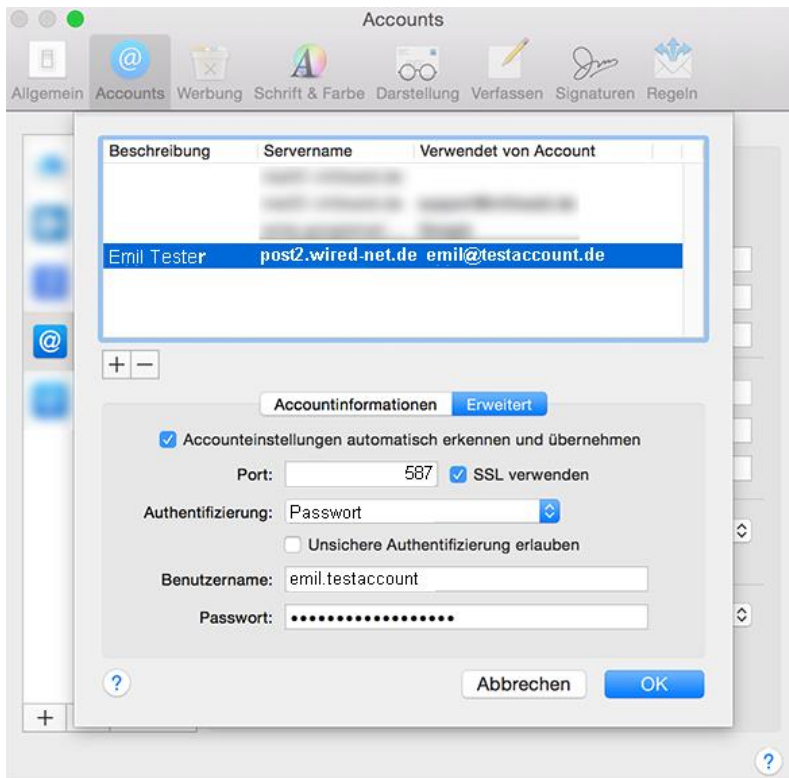 Accounts
Allgemein Accounts Werbung Schrift & Farbe Darstellung Verfassen Signaturen Regeln
Beschreibung Servername Verwendet von Account
Emil Tester post2.wired-net.de emil@testaccount.de
+ −
Accountinformationen Erweitert
Accounteinstellungen automatisch erkennen und übernehmen
Port: 587 SSL verwenden
Authentifizierung: Passwort
Unsichere Authentifizierung erlauben
Benutzername: emil.testaccount
Passwort: ••••••••••••••••••
? Abbrechen OK
+
?